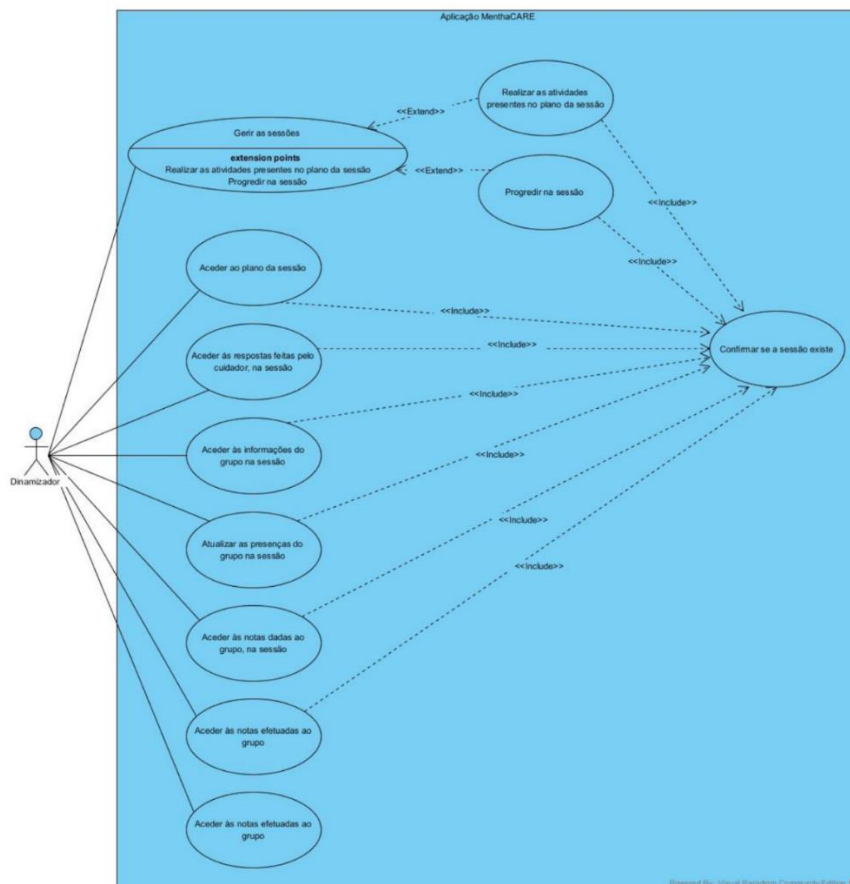 Aplicação MenthaCARE
Realizar as atividades
presentes no plano da sessão
<<Extend>>
Gerir as sessões
extension points
Realizar as atividades presentes no plano da sessão
Progredir na sessão
<<Extend>>
Progredir na sessão
<<Include>>
<<Include>>
Aceder ao plano da sessão
<<Include>>
Aceder às respostas feitas pelo
cuidador, na sessão
<<Include>>
Confirmar se a sessão existe
<<Include>>
Aceder às informações do
grupo na sessão
<<Include>>
Dinamizador
Atualizar as presenças do
grupo na sessão
<<Include>>
<<Include>>
Aceder às notas dadas ao
grupo, na sessão
Aceder às notas efetuadas ao
grupo
Aceder às notas efetuadas ao
grupo